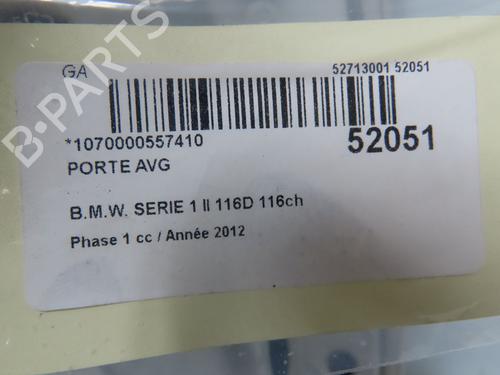 GA
52713001 52051
*1070000557410
52051
PORTE AVG
B.M.W. SERIE 1 II 116D 116ch
Phase 1 cc / Année 2012
B-PARTS